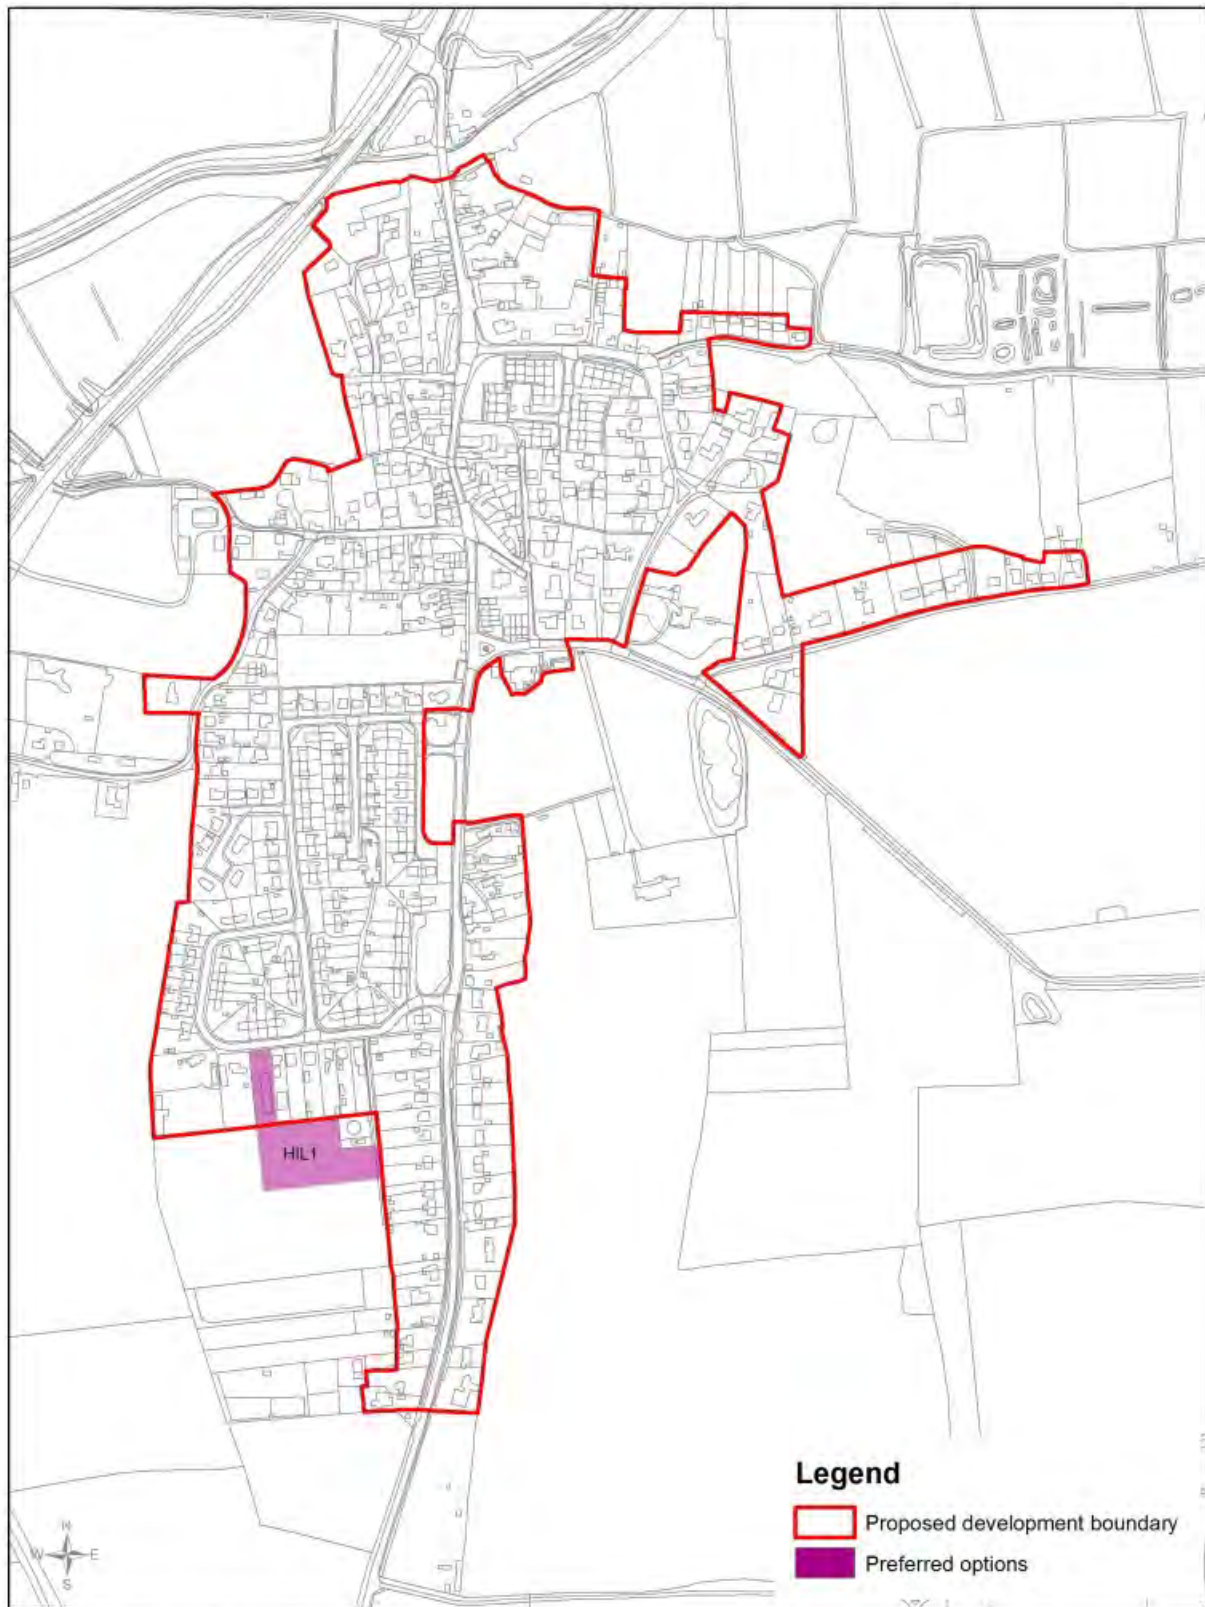 HIL1
Legend
Proposed development boundary
Preferred options
N
W E
S